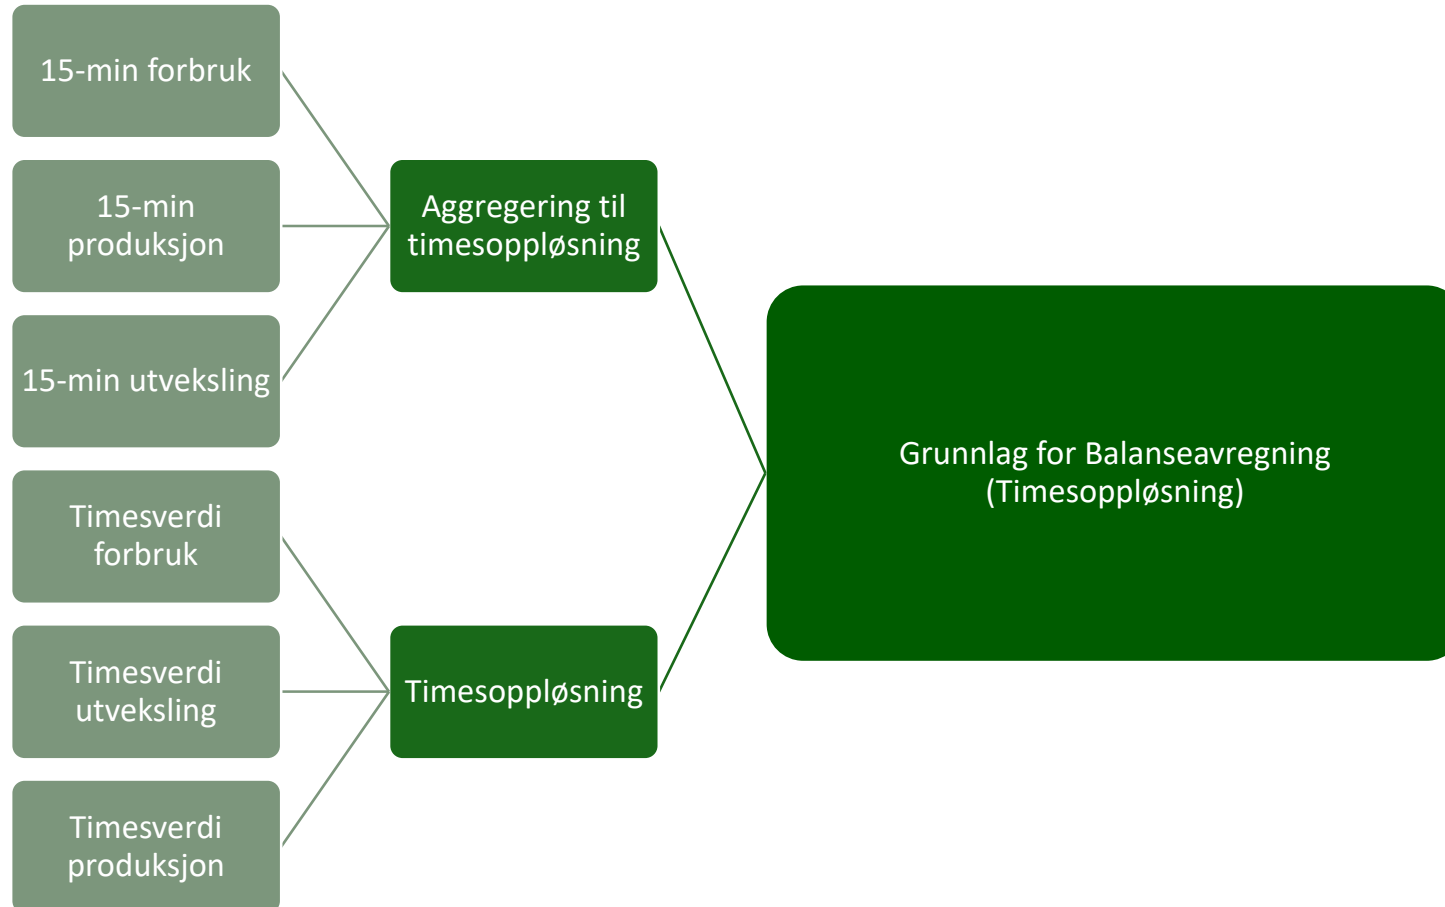 15-min forbruk
15-min
produksjon
15-min utveksling
Timesverdi
forbruk
Timesverdi
utveksling
Timesverdi
produksjon
Aggregering til
timesoppløsning
Timesoppløsning
Grunnlag for Balanseavregning
(Timesoppløsning)